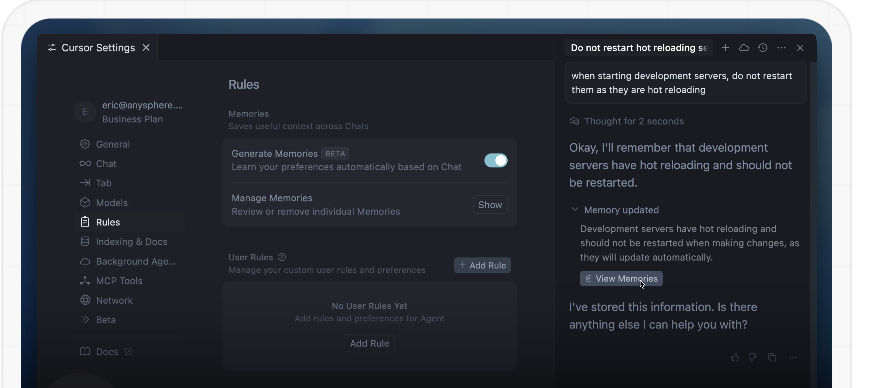 Cursor Settings
eric@anysphere....
E
Business Plan
General
Chat
Tab
Models
Rules
Indexing & Docs
Background Age...
MCP Tools
Network
Beta
Docs
Rules
Memories
Saves useful context across Chats
Generate Memories BETA
Learn your preferences automatically based on Chat
Manage Memories
Review or remove individual Memories
Show
User Rules
Manage your custom user rules and preferences
+ Add Rule
No User Rules Yet
Add rules and preferences for Agent
Add Rule
Do not restart hot reloading se
when starting development servers, do not restart
them as they are hot reloading
Thought for 2 seconds
Okay, I'll remember that development
servers have hot reloading and should not
be restarted.
Memory updated
Development servers have hot reloading and
should not be restarted when making changes, as
they will update automatically.
View Memories
I've stored this information. Is there
anything else I can help you with?